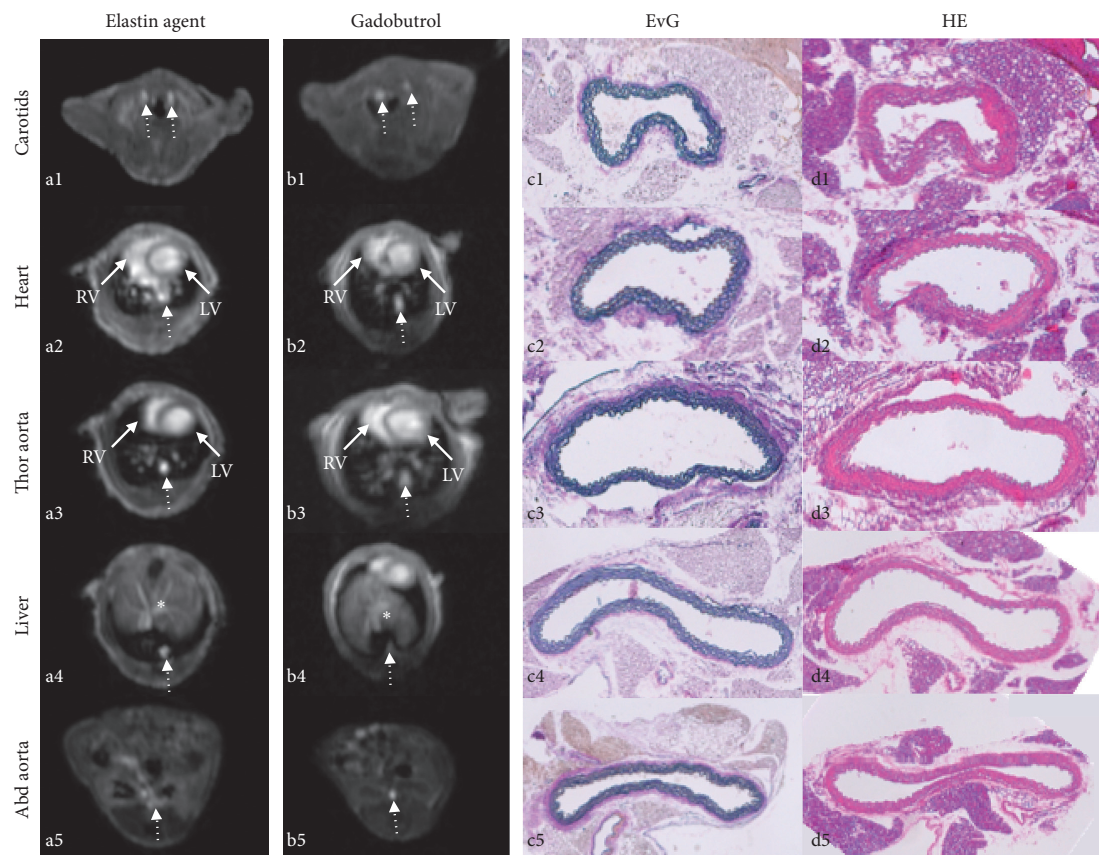 Elastin agent Gadobutrol EvG HE
Carotids
a1 b1 c1 d1
Heart
RV LV RV LV
a2 b2 c2 d2
Thor aorta
RV LV RV LV
a3 b3 c3 d3
Liver
* *
a4 b4 c4 d4
Abd aorta
a5 b5 c5 d5